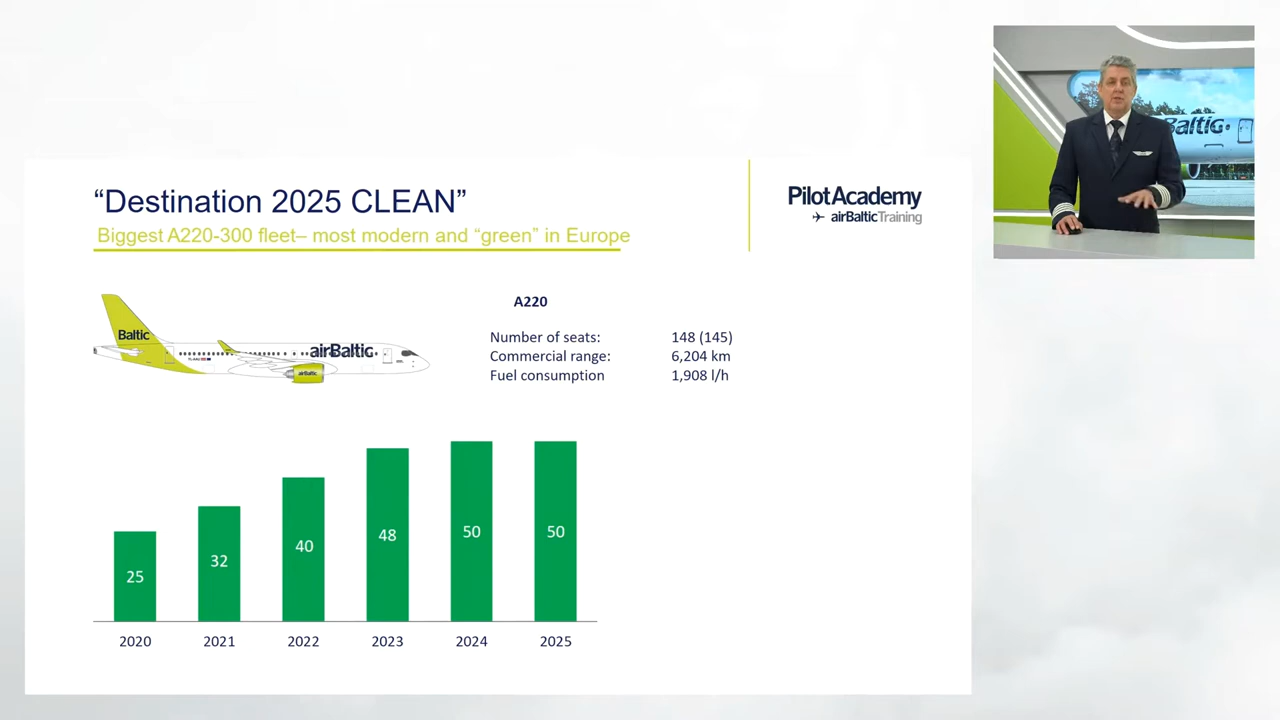 “Destination 2025 CLEAN”
Biggest A220-300 fleet– most modern and “green” in Europe
PilotAcademy
airBalticTraining
Baltic
airBaltic
airBaltic
A220
Number of seats: 148 (145)
Commercial range: 6,204 km
Fuel consumption 1,908 l/h
25
32
40
48
50
50
2020
2021
2022
2023
2024
2025
Baltic